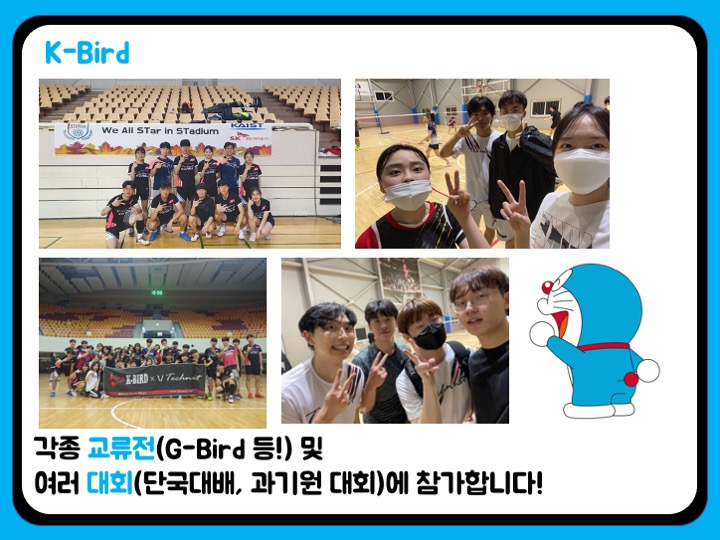 K-Bird
We All STar in STadium
KAIST
SK
K-BIRD x V Technist
각종 교류전(G-Bird 등!) 및
여러 대회(단국대배, 과기원 대회)에 참가합니다!